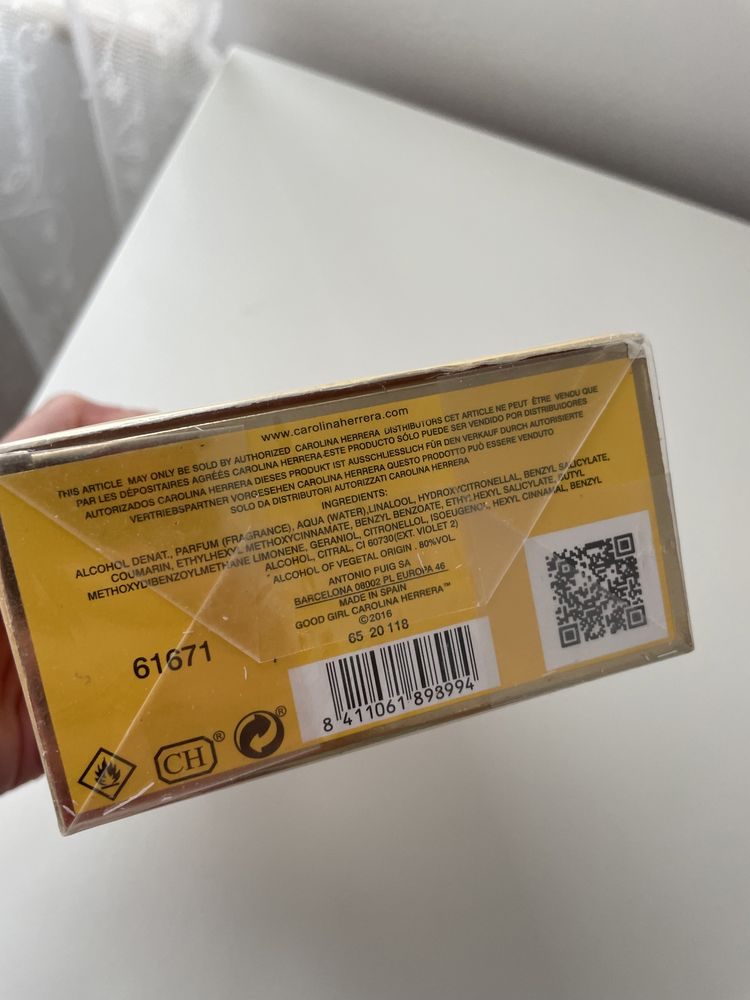 www.carolinaherrera.com
THIS ARTICLE MAY ONLY BE SOLD BY AUTHORIZED CAROLINA HERRERA DISTRIBUTORS CET ARTICLE NE PEUT ÊTRE VENDU QUE
PAR LES DÉPOSITAIRES AGRÉÉS CAROLINA HERRERA-ESTE PRODUCTO SÓLO PUEDE SER VENDIDO POR DISTRIBUIDORES
AUTORIZADOS CAROLINA HERRERA DIESES PRODUKT IST AUSSCHLIESSLICH FÜR DEN VERKAUF DURCH AUTORISIERTE
VERTRIEBSPARTNER VORGESEHEN CAROLINA HERRERA QUESTO PRODOTTO PUÒ ESSERE VENDUTO
SOLO DA DISTRIBUTORI AUTORIZZATI CAROLINA HERRERA
INGREDIENTS:
ALCOHOL DENAT., PARFUM (FRAGRANCE), AQUA (WATER),LINALOOL, HYDROXYCITRONELLAL, BENZYL SALICYLATE,
COUMARIN, ETHYLHEXYL METHOXYCINNAMATE, BENZYL BENZOATE, ETHYLHEXYL SALICYLATE, BUTYL
METHOXYDIBENZOYLMETHANE LIMONENE, GERANIOL, CITRONELLOL, ISOEUGENOL, HEXYL CINNAMAL, BENZYL
ALCOHOL, CITRAL, CI 60730(EXT. VIOLET 2)
ALCOHOL OF VEGETAL ORIGIN. 80%VOL
ANTONIO PUIG SA
BARCELONA 08002 PL EUROPA 46
MADE IN SPAIN
GOOD GIRL CAROLINA HERRERA™
©2016
65 20 118
61671
8 411061 898994
CH®
®